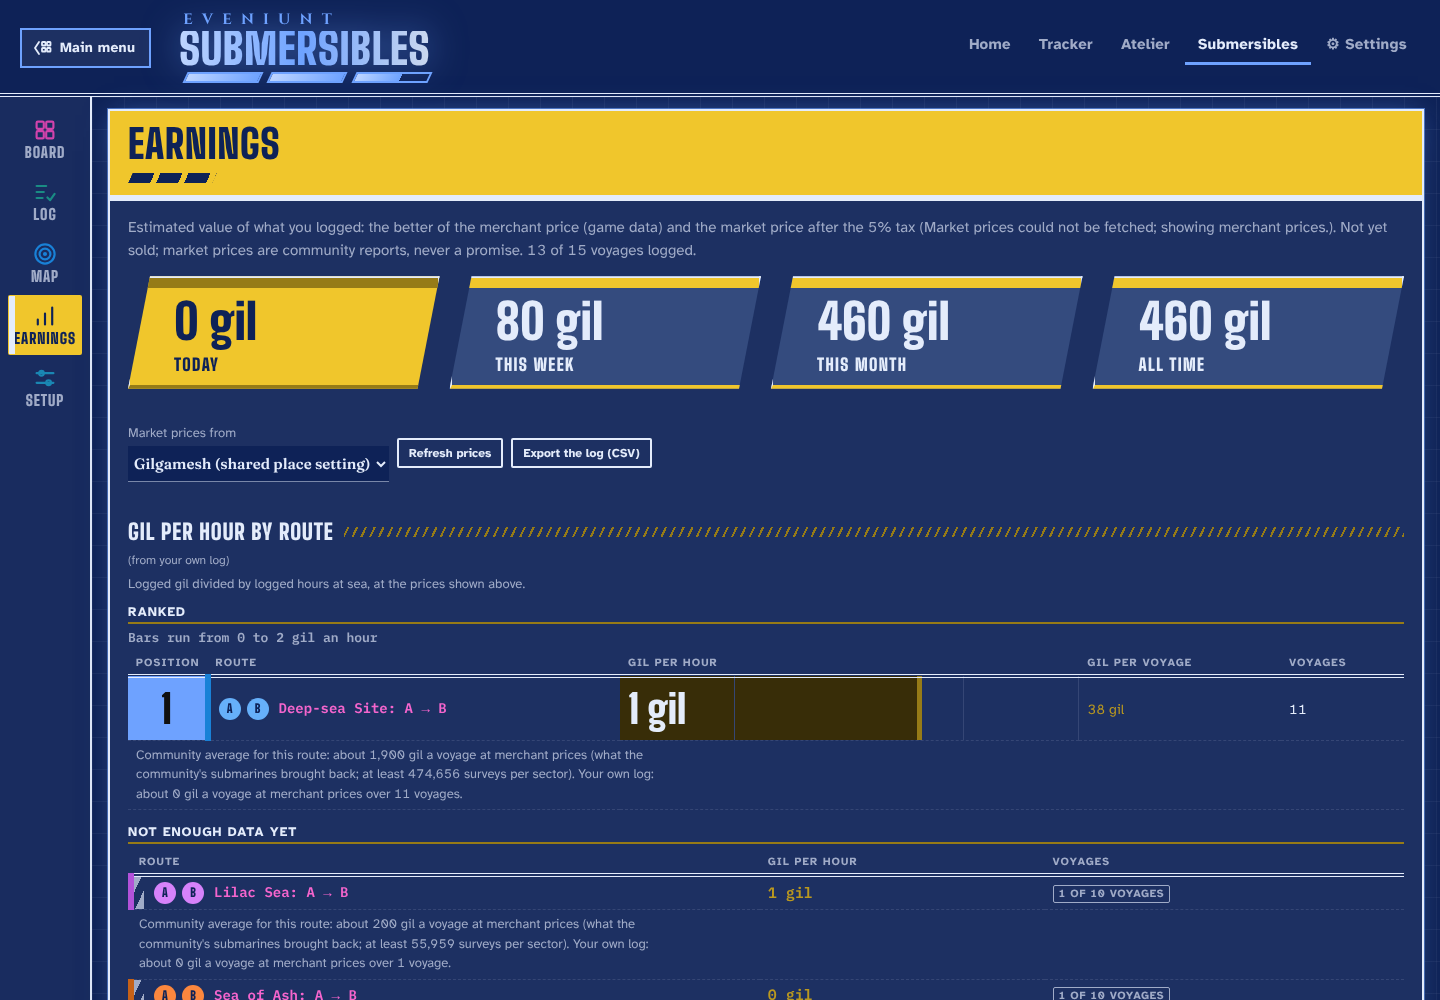 Main menu
EVENIUNT
SUBMERSIBLES
Home
Tracker
Atelier
Submersibles
Settings
BOARD
LOG
MAP
EARNINGS
SETUP
EARNINGS
Estimated value of what you logged: the better of the merchant price (game data) and the market price after the 5% tax (Market prices could not be fetched; showing merchant prices.). Not yet
sold; market prices are community reports, never a promise. 13 of 15 voyages logged.
0 gil
TODAY
80 gil
THIS WEEK
460 gil
THIS MONTH
460 gil
ALL TIME
Market prices from
Gilgamesh (shared place setting)
Refresh prices
Export the log (CSV)
GIL PER HOUR BY ROUTE
(from your own log)
Logged gil divided by logged hours at sea, at the prices shown above.
RANKED
Bars run from 0 to 2 gil an hour
POSITION ROUTE GIL PER HOUR GIL PER VOYAGE VOYAGES
1 A B Deep-sea Site: A → B 1 gil 38 gil 11
Community average for this route: about 1,900 gil a voyage at merchant prices (what the
community's submarines brought back; at least 474,656 surveys per sector). Your own log:
about 0 gil a voyage at merchant prices over 11 voyages.
NOT ENOUGH DATA YET
ROUTE GIL PER HOUR VOYAGES
A B Lilac Sea: A → B 1 gil 1 OF 10 VOYAGES
Community average for this route: about 200 gil a voyage at merchant prices (what the
community's submarines brought back; at least 55,959 surveys per sector). Your own log:
about 0 gil a voyage at merchant prices over 1 voyage.
A B Sea of Ash: A → B 0 gil 1 OF 10 VOYAGES